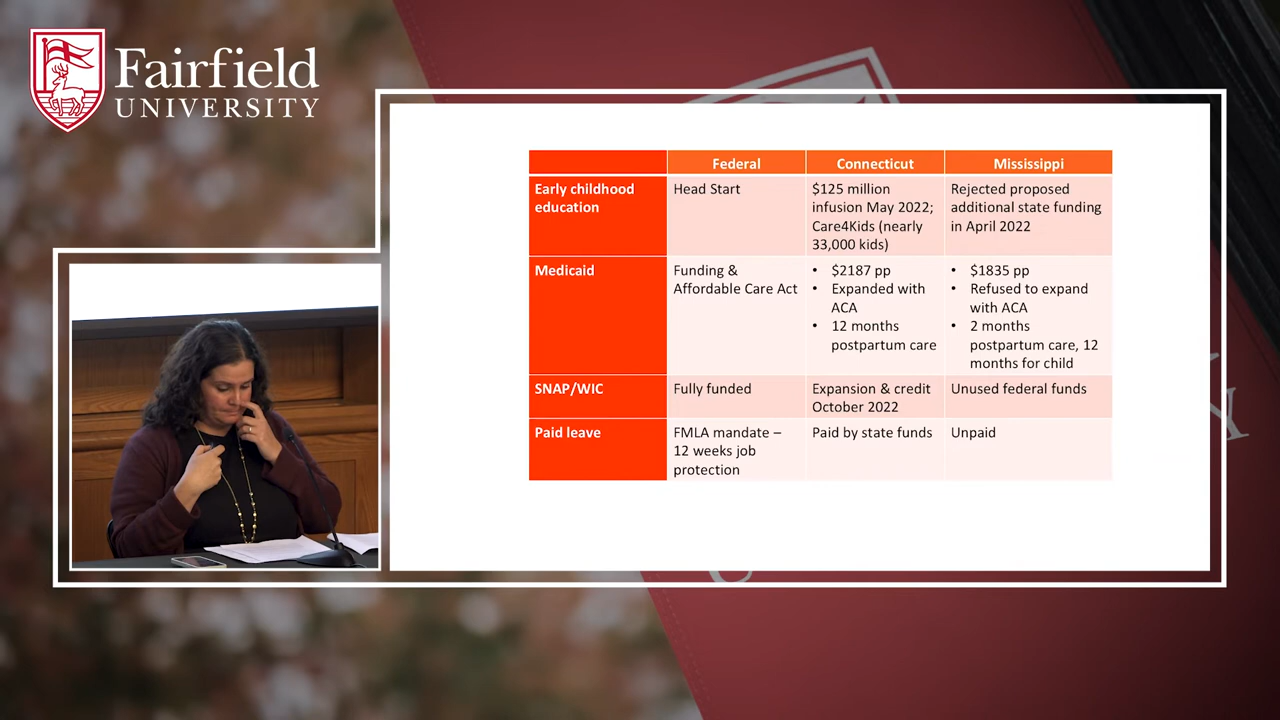 Fairfield
UNIVERSITY
Federal
Connecticut
Mississippi
Early childhood
education
Head Start
$125 million
infusion May 2022;
Care4Kids (nearly
33,000 kids)
Rejected proposed
additional state funding
in April 2022
Medicaid
Funding &
Affordable Care Act
• $2187 pp
• Expanded with
ACA
• 12 months
postpartum care
• $1835 pp
• Refused to expand
with ACA
• 2 months
postpartum care, 12
months for child
SNAP/WIC
Fully funded
Expansion & credit
October 2022
Unused federal funds
Paid leave
FMLA mandate –
12 weeks job
protection
Paid by state funds
Unpaid